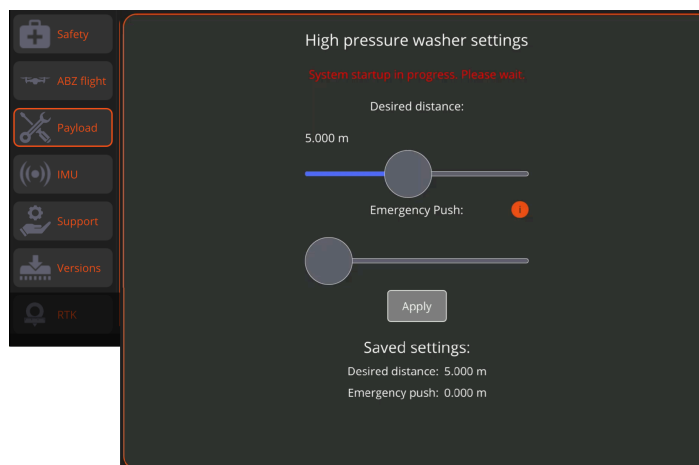 Safety
ABZ flight
Payload
IMU
Support
Versions
RTK
High pressure washer settings
System startup in progress. Please wait.
Desired distance:
5.000 m
Emergency Push:
i
Apply
Saved settings:
Desired distance: 5.000 m
Emergency push: 0.000 m